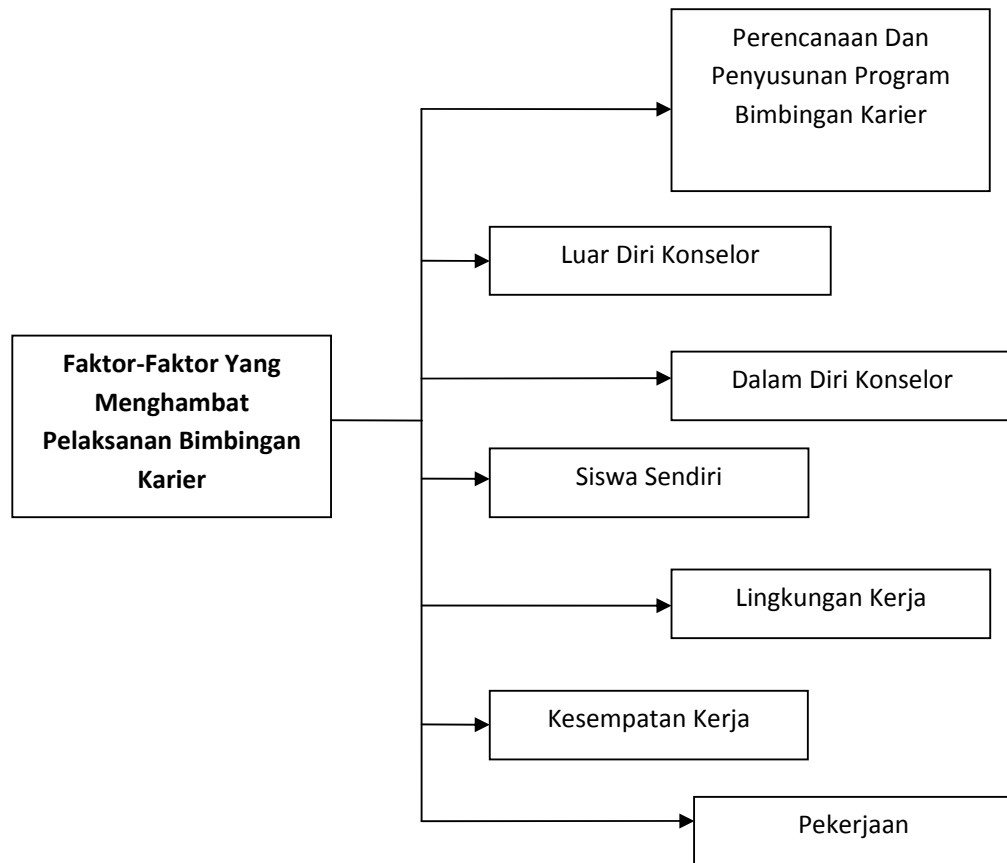 Perencanaan Dan
Penyusunan Program
Bimbingan Karier
Luar Diri Konselor
Faktor-Faktor Yang
Menghambat
Pelaksanan Bimbingan
Karier
Dalam Diri Konselor
Siswa Sendiri
Lingkungan Kerja
Kesempatan Kerja
Pekerjaan